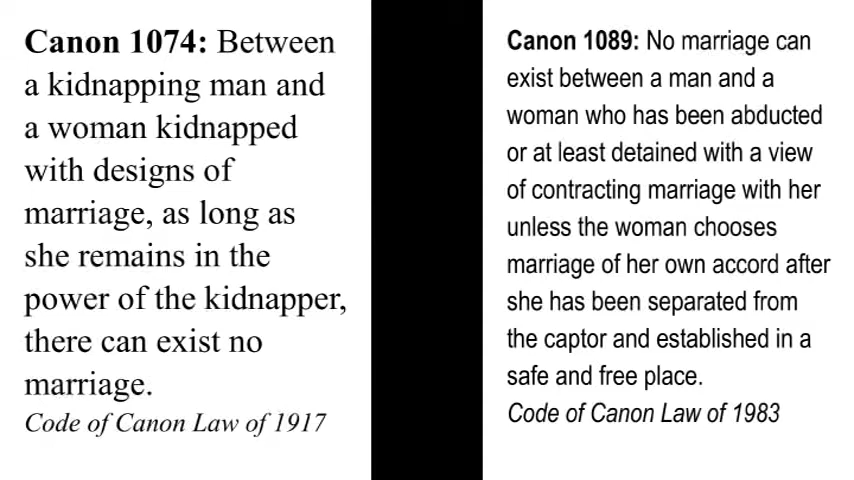 Canon 1074: Between
a kidnapping man and
a woman kidnapped
with designs of
marriage, as long as
she remains in the
power of the kidnapper,
there can exist no
marriage.
Code of Canon Law of 1917
Canon 1089: No marriage can
exist between a man and a
woman who has been abducted
or at least detained with a view
of contracting marriage with her
unless the woman chooses
marriage of her own accord after
she has been separated from
the captor and established in a
safe and free place.
Code of Canon Law of 1983